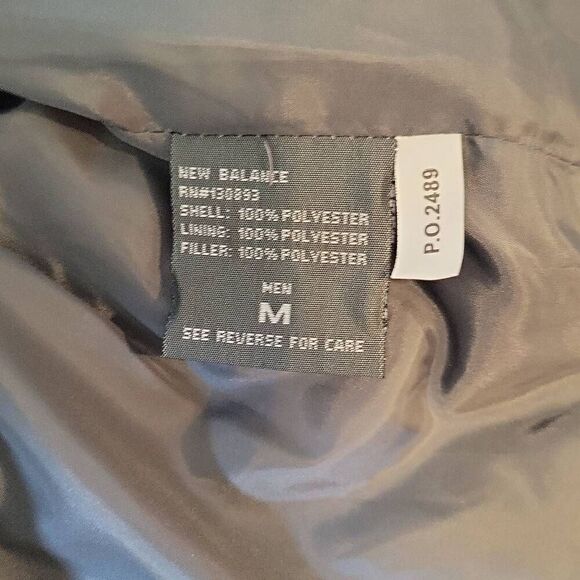 NEW BALANCE
RN#130893
SHELL: 100% POLYESTER
LINING: 100% POLYESTER
FILLER: 100% POLYESTER
MEN
M
SEE REVERSE FOR CARE
P.O.2489